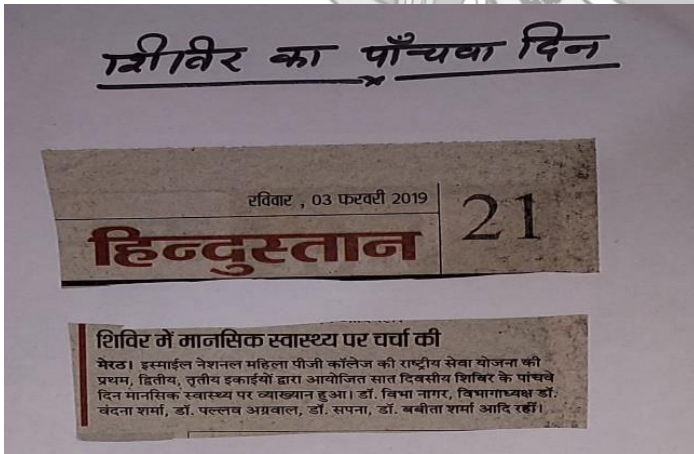 शिविर का पाँचवा दिन
रविवार , 03 फरवरी 2019
हिन्दुस्तान
21
शिविर में मानसिक स्वास्थ्य पर चर्चा की
मेरठ। इस्माईल नेशनल महिला पीजी कॉलेज की राष्ट्रीय सेवा योजना की
प्रथम, द्वितीय, तृतीय इकाईयों द्वारा आयोजित सात दिवसीय शिविर के पांचवे
दिन मानसिक स्वास्थ्य पर व्याख्यान हुआ। डॉ. विभा नागर, विभागाध्यक्ष डॉ.
वंदना शर्मा, डॉ. पल्लव अग्रवाल, डॉ. सपना, डॉ. बबीता शर्मा आदि रहीं।